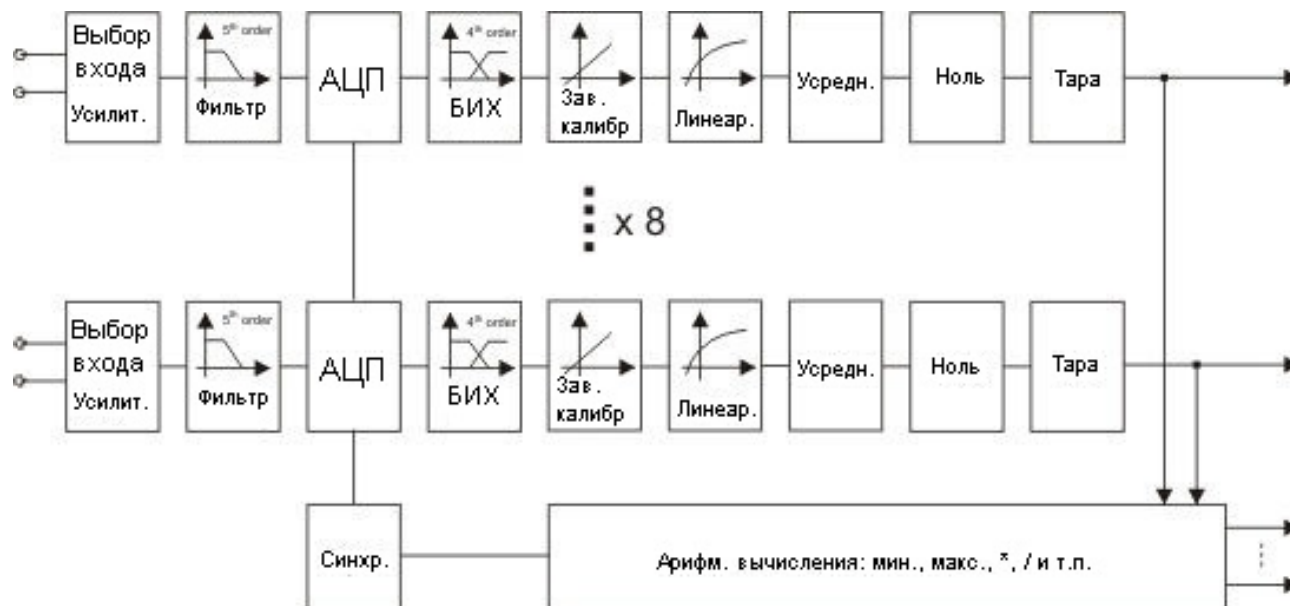 Выбор
входа
Усилит.
5th order
Фильтр
АЦП
4th order
БИХ
Зав.
калибр
Линеар.
Усредн.
Ноль
Тара
x 8
Выбор
входа
Усилит.
5th order
Фильтр
АЦП
4th order
БИХ
Зав.
калибр
Линеар.
Усредн.
Ноль
Тара
Синхр.
Арифм. вычисления: мин., макс., *, / и т.п.